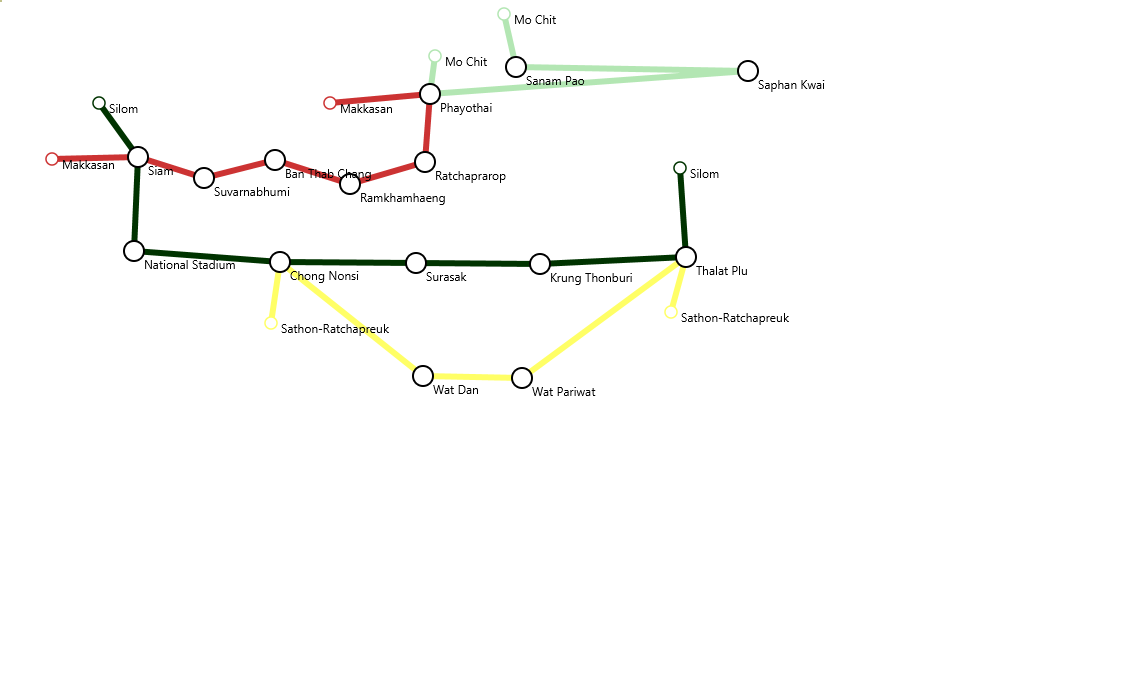 Mo Chit
Mo Chit
Sanam Pao
Saphan Kwai
Silom
Makkasan
Phayothai
Makkasan
Siam
Suvarnabhumi
Ban Thab Chang
Ramkhamhaeng
Ratchaprarop
Silom
National Stadium
Chong Nonsi
Surasak
Krung Thonburi
Thalat Plu
Sathon-Ratchapreuk
Sathon-Ratchapreuk
Wat Dan
Wat Pariwat